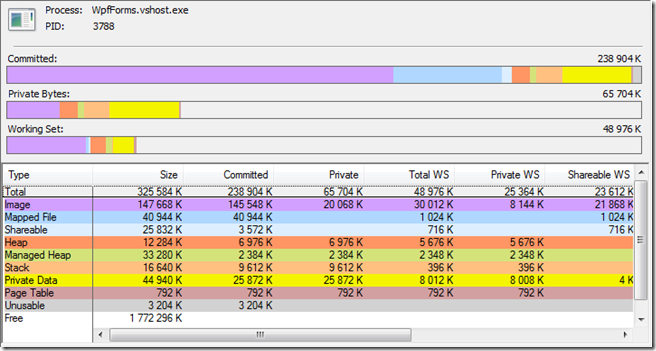 Process: WpfForms.vshost.exe
PID: 3788
Committed: 238 904 K
Private Bytes: 65 704 K
Working Set: 48 976 K
Type Size Committed Private Total WS Private WS Shareable WS
Total 325 584 K 238 904 K 65 704 K 48 976 K 25 364 K 23 612 K
Image 147 668 K 145 548 K 20 068 K 30 012 K 8 144 K 21 868 K
Mapped File 40 944 K 40 944 K 1 024 K 1 024 K
Shareable 25 832 K 3 572 K 716 K 716 K
Heap 12 284 K 6 976 K 6 976 K 5 676 K 5 676 K
Managed Heap 33 280 K 2 384 K 2 384 K 2 348 K 2 348 K
Stack 16 640 K 9 612 K 9 612 K 396 K 396 K
Private Data 44 940 K 25 872 K 25 872 K 8 012 K 8 008 K 4 K
Page Table 792 K 792 K 792 K 792 K 792 K
Unusable 3 204 K 3 204 K
Free 1 772 296 K